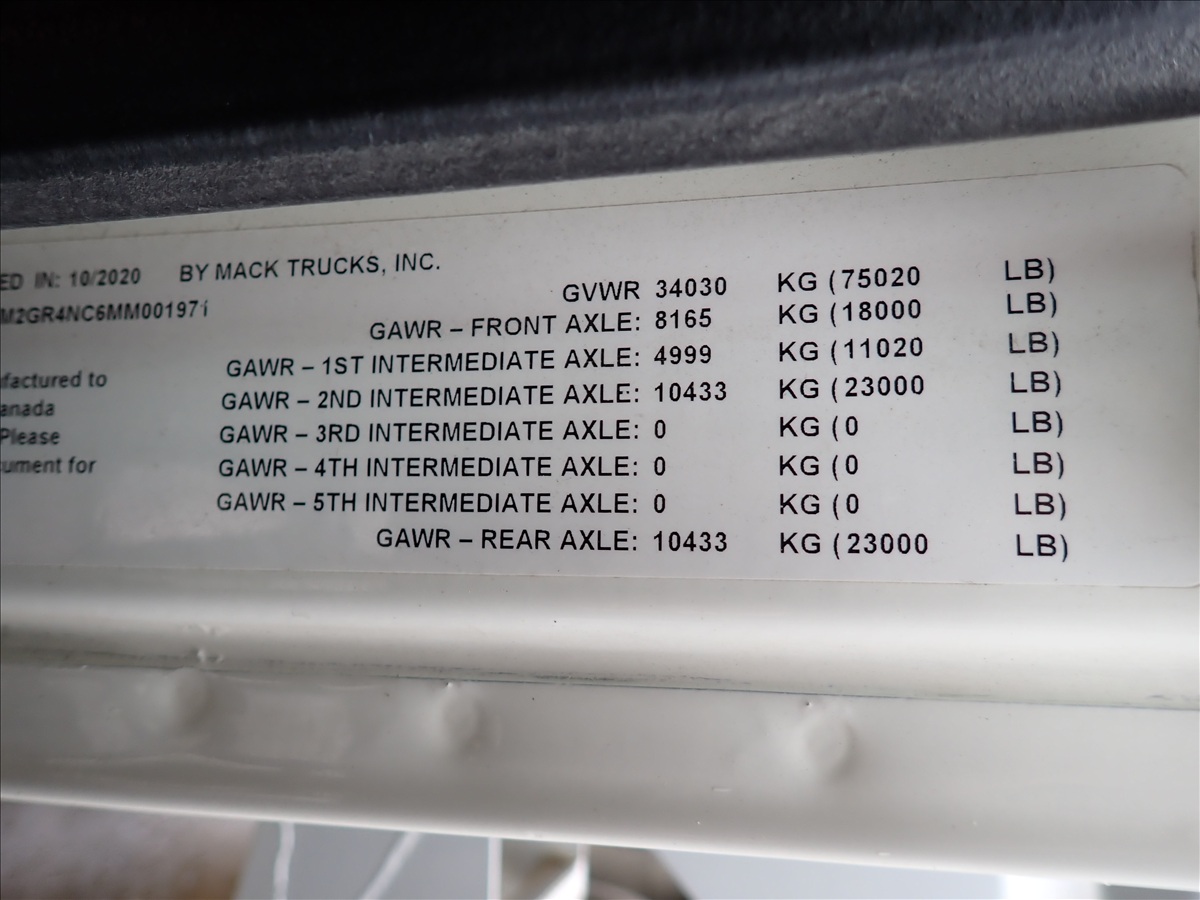 ED IN: 10/2020 BY MACK TRUCKS, INC.
GVWR 34030 KG (75020 LB)
M2GR4NC6MM001971
GAWR – FRONT AXLE: 8165 KG (18000 LB)
GAWR – 1ST INTERMEDIATE AXLE: 4999 KG (11020 LB)
factured to
GAWR – 2ND INTERMEDIATE AXLE: 10433 KG (23000 LB)
anada
GAWR – 3RD INTERMEDIATE AXLE: 0 KG (0 LB)
Please
GAWR – 4TH INTERMEDIATE AXLE: 0 KG (0 LB)
ument for
GAWR – 5TH INTERMEDIATE AXLE: 0 KG (0 LB)
GAWR – REAR AXLE: 10433 KG (23000 LB)